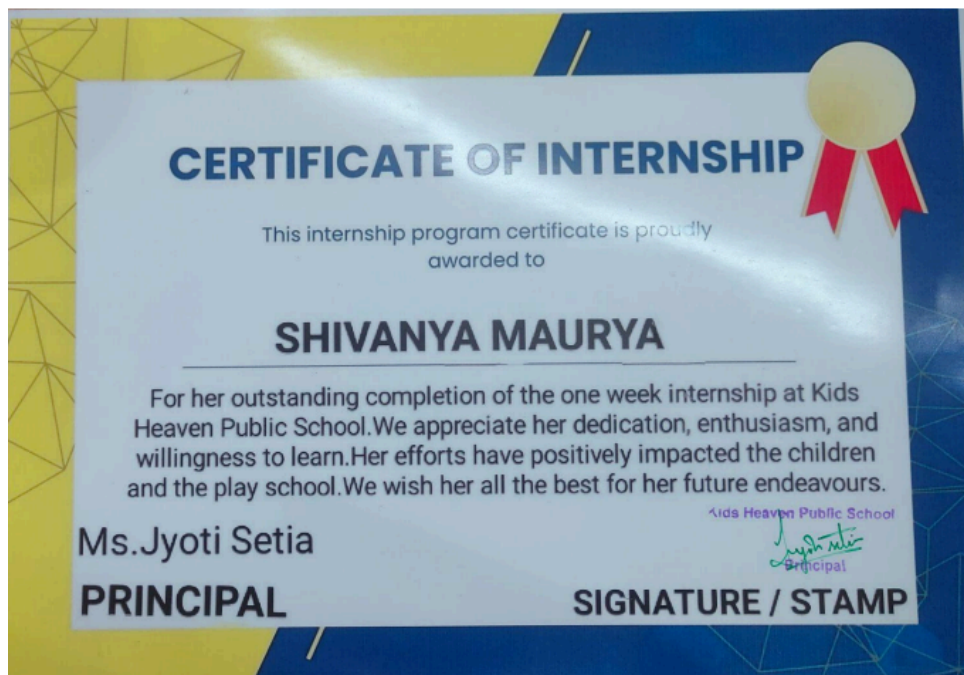 CERTIFICATE OF INTERNSHIP
This internship program certificate is proudly
awarded to
SHIVANYA MAURYA
For her outstanding completion of the one week internship at Kids
Heaven Public School.We appreciate her dedication, enthusiasm, and
willingness to learn.Her efforts have positively impacted the children
and the play school.We wish her all the best for her future endeavours.
Kids Heaven Public School
Ms.Jyoti Setia
Jyoti Setia
Principal
PRINCIPAL
SIGNATURE / STAMP